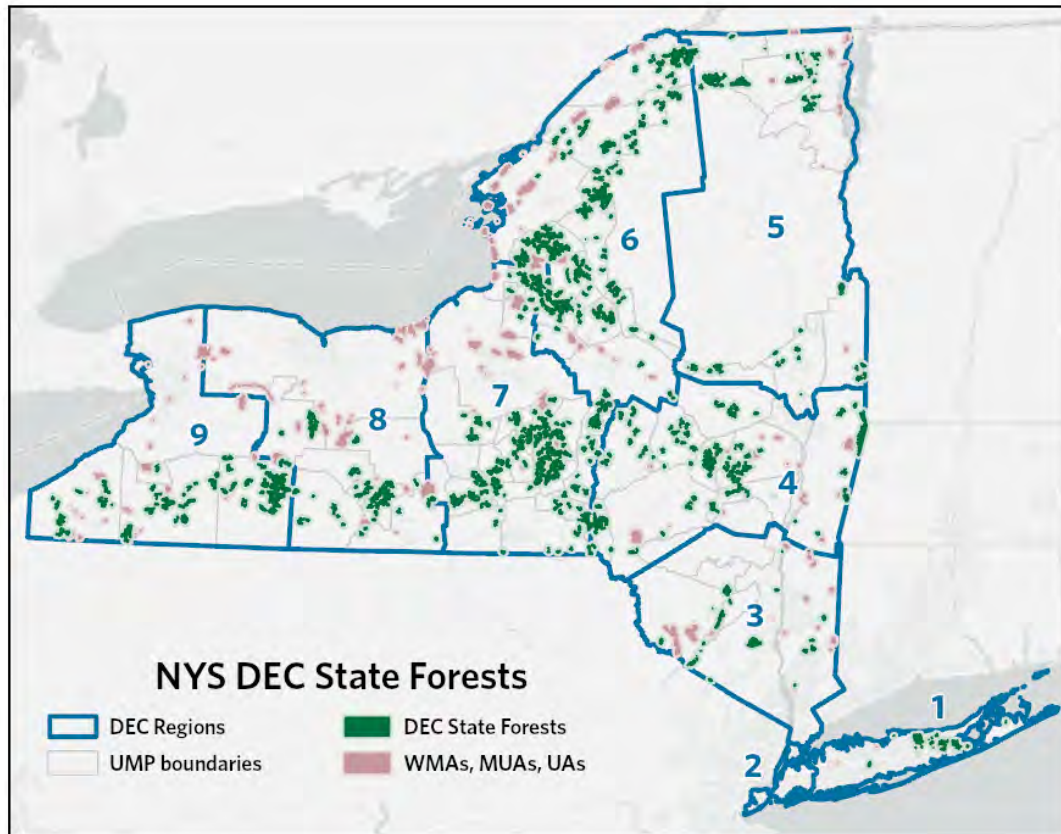 5
6
7
8
9
4
3
1
2
NYS DEC State Forests
DEC Regions
DEC State Forests
UMP boundaries
WMAs, MUAs, UAs